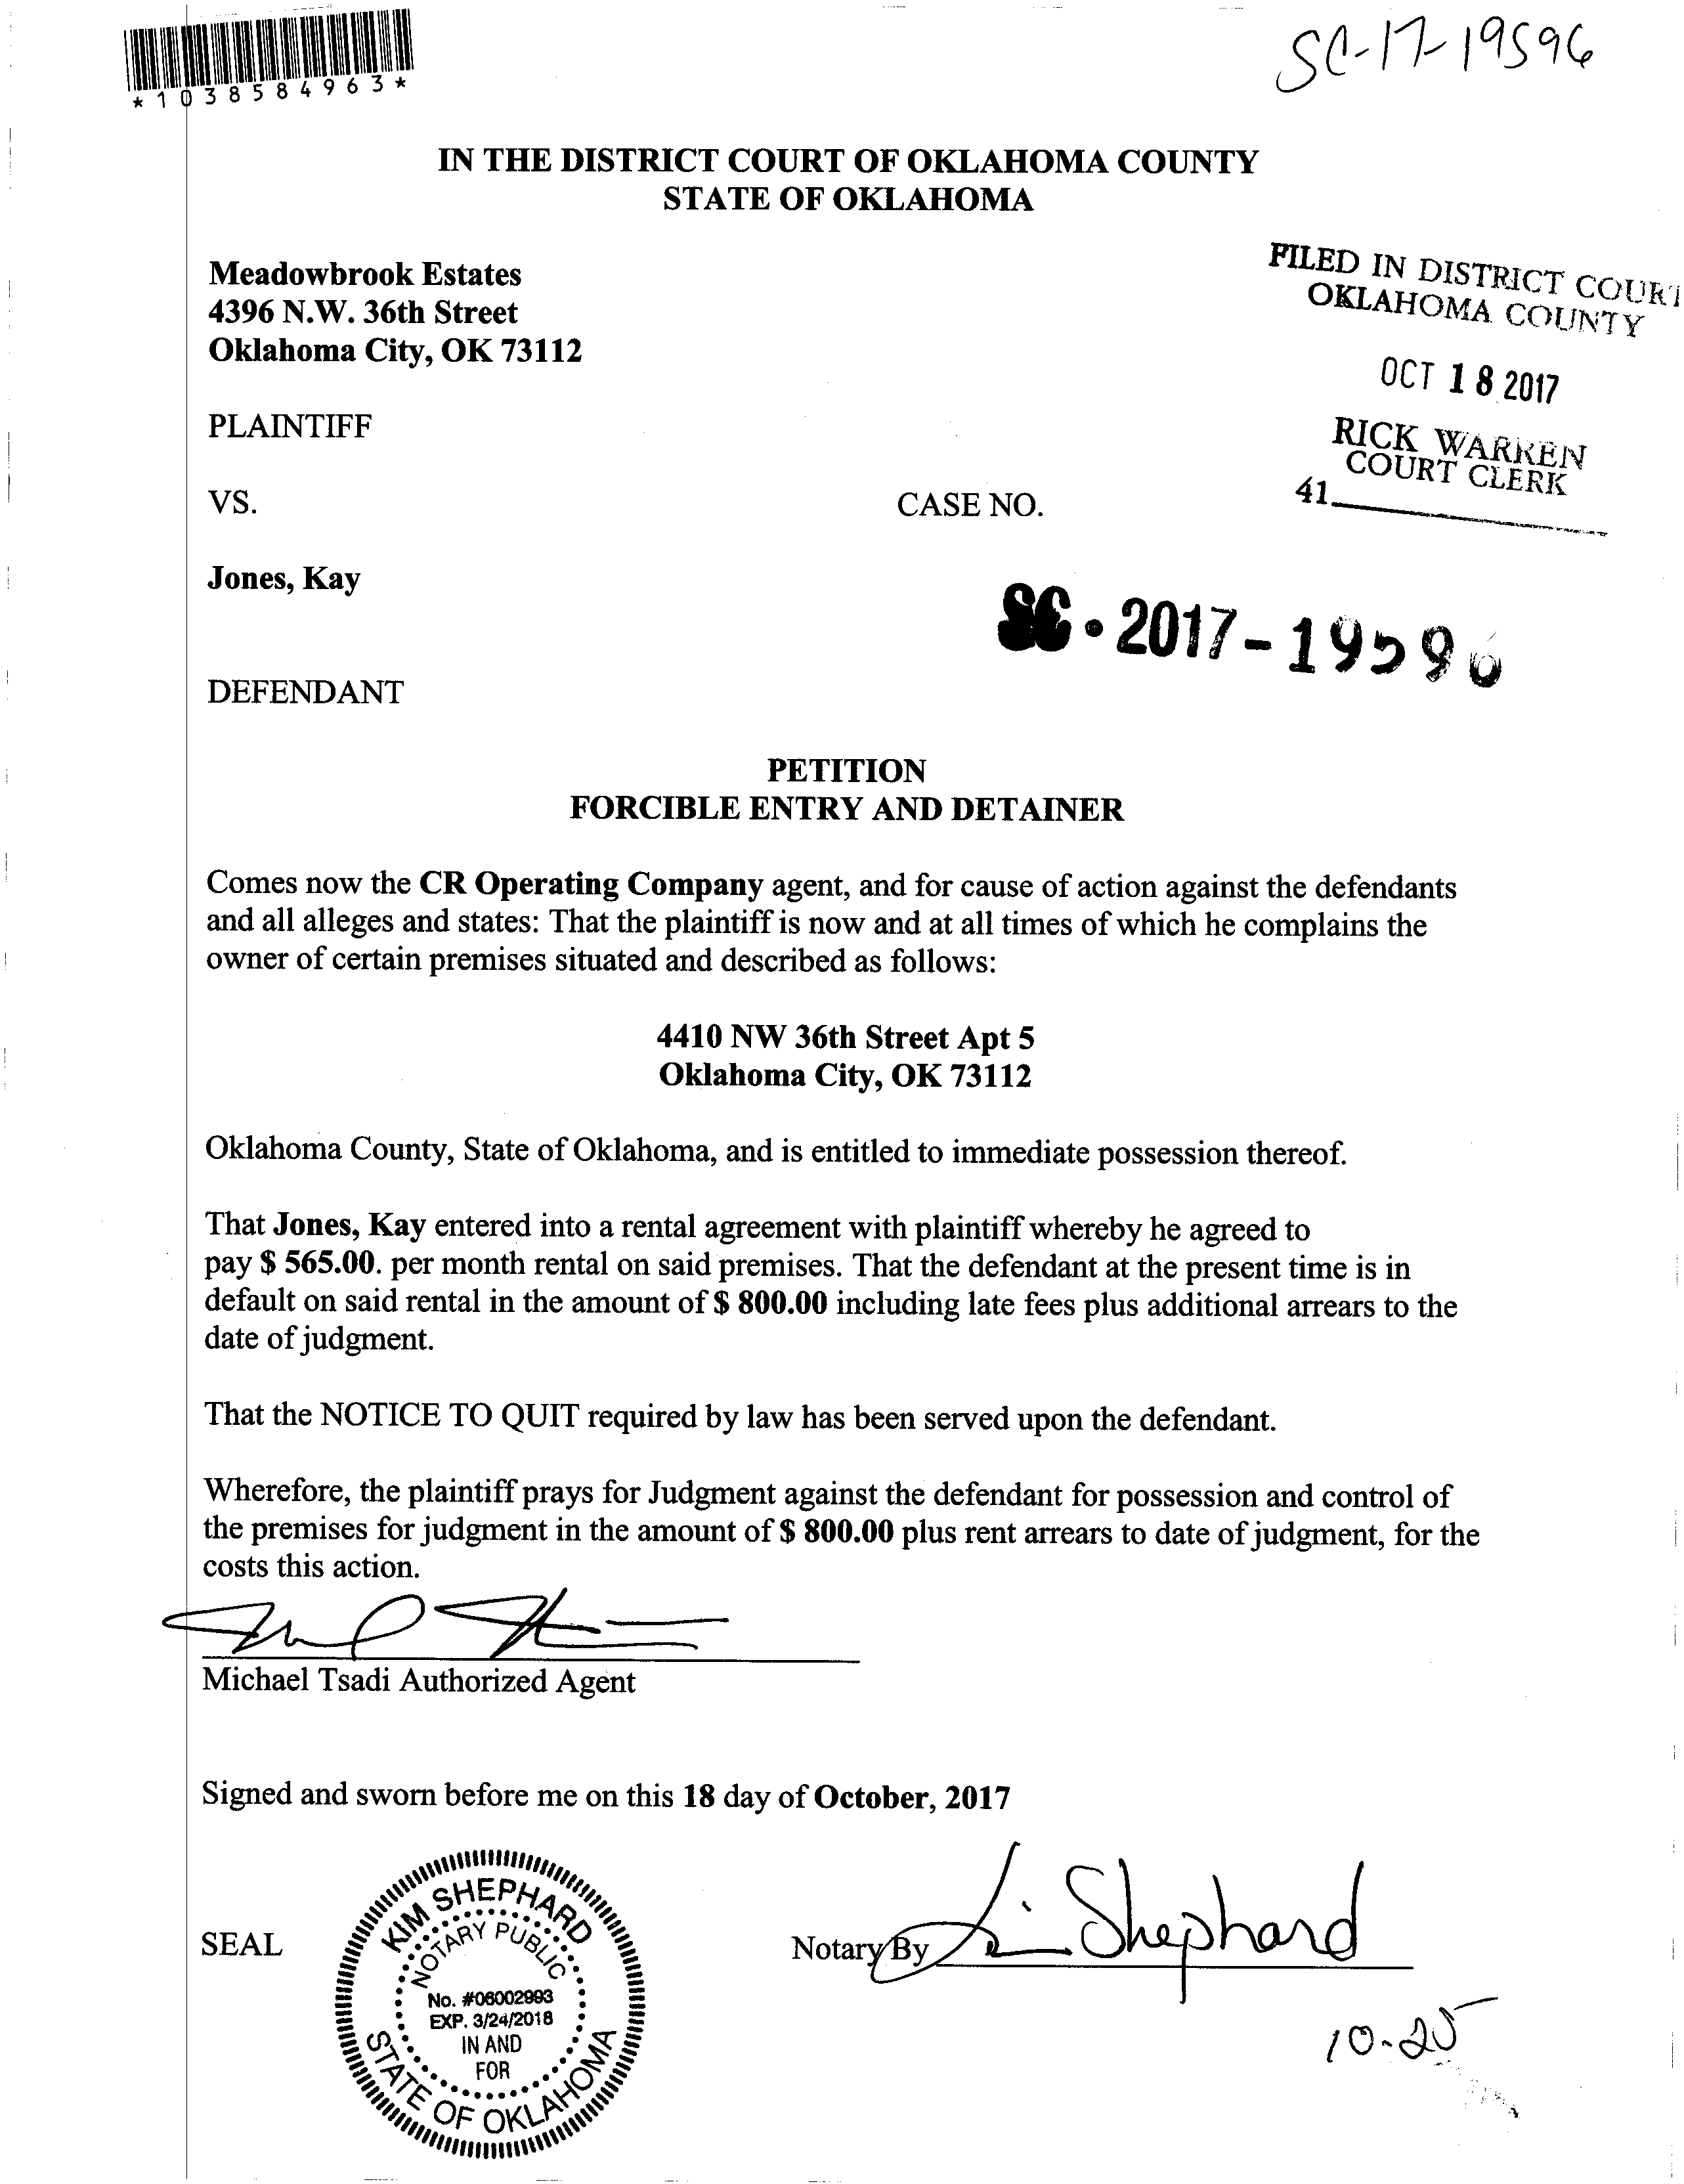 *1038584963*
SC-17-19596
IN THE DISTRICT COURT OF OKLAHOMA COUNTY
STATE OF OKLAHOMA
Meadowbrook Estates
4396 N.W. 36th Street
Oklahoma City, OK 73112
FILED IN DISTRICT COURT
OKLAHOMA COUNTY
OCT 18 2017
RICK WARREN
COURT CLERK
41
PLAINTIFF
VS.
CASE NO.
Jones, Kay
SC-2017-19596
DEFENDANT
PETITION
FORCIBLE ENTRY AND DETAINER
Comes now the CR Operating Company agent, and for cause of action against the defendants
and all alleges and states: That the plaintiff is now and at all times of which he complains the
owner of certain premises situated and described as follows:
4410 NW 36th Street Apt 5
Oklahoma City, OK 73112
Oklahoma County, State of Oklahoma, and is entitled to immediate possession thereof.
That Jones, Kay entered into a rental agreement with plaintiff whereby he agreed to
pay $ 565.00. per month rental on said premises. That the defendant at the present time is in
default on said rental in the amount of $ 800.00 including late fees plus additional arrears to the
date of judgment.
That the NOTICE TO QUIT required by law has been served upon the defendant.
Wherefore, the plaintiff prays for Judgment against the defendant for possession and control of
the premises for judgment in the amount of $ 800.00 plus rent arrears to date of judgment, for the
costs this action.
Michael Tsadi Authorized Agent
Signed and sworn before me on this 18 day of October, 2017
SEAL
KIM SHEPHARD
NOTARY PUBLIC
No. #06002993
EXP. 3/24/2018
IN AND
FOR
STATE OF OKLAHOMA
Notary By Kim Shephard
10-25